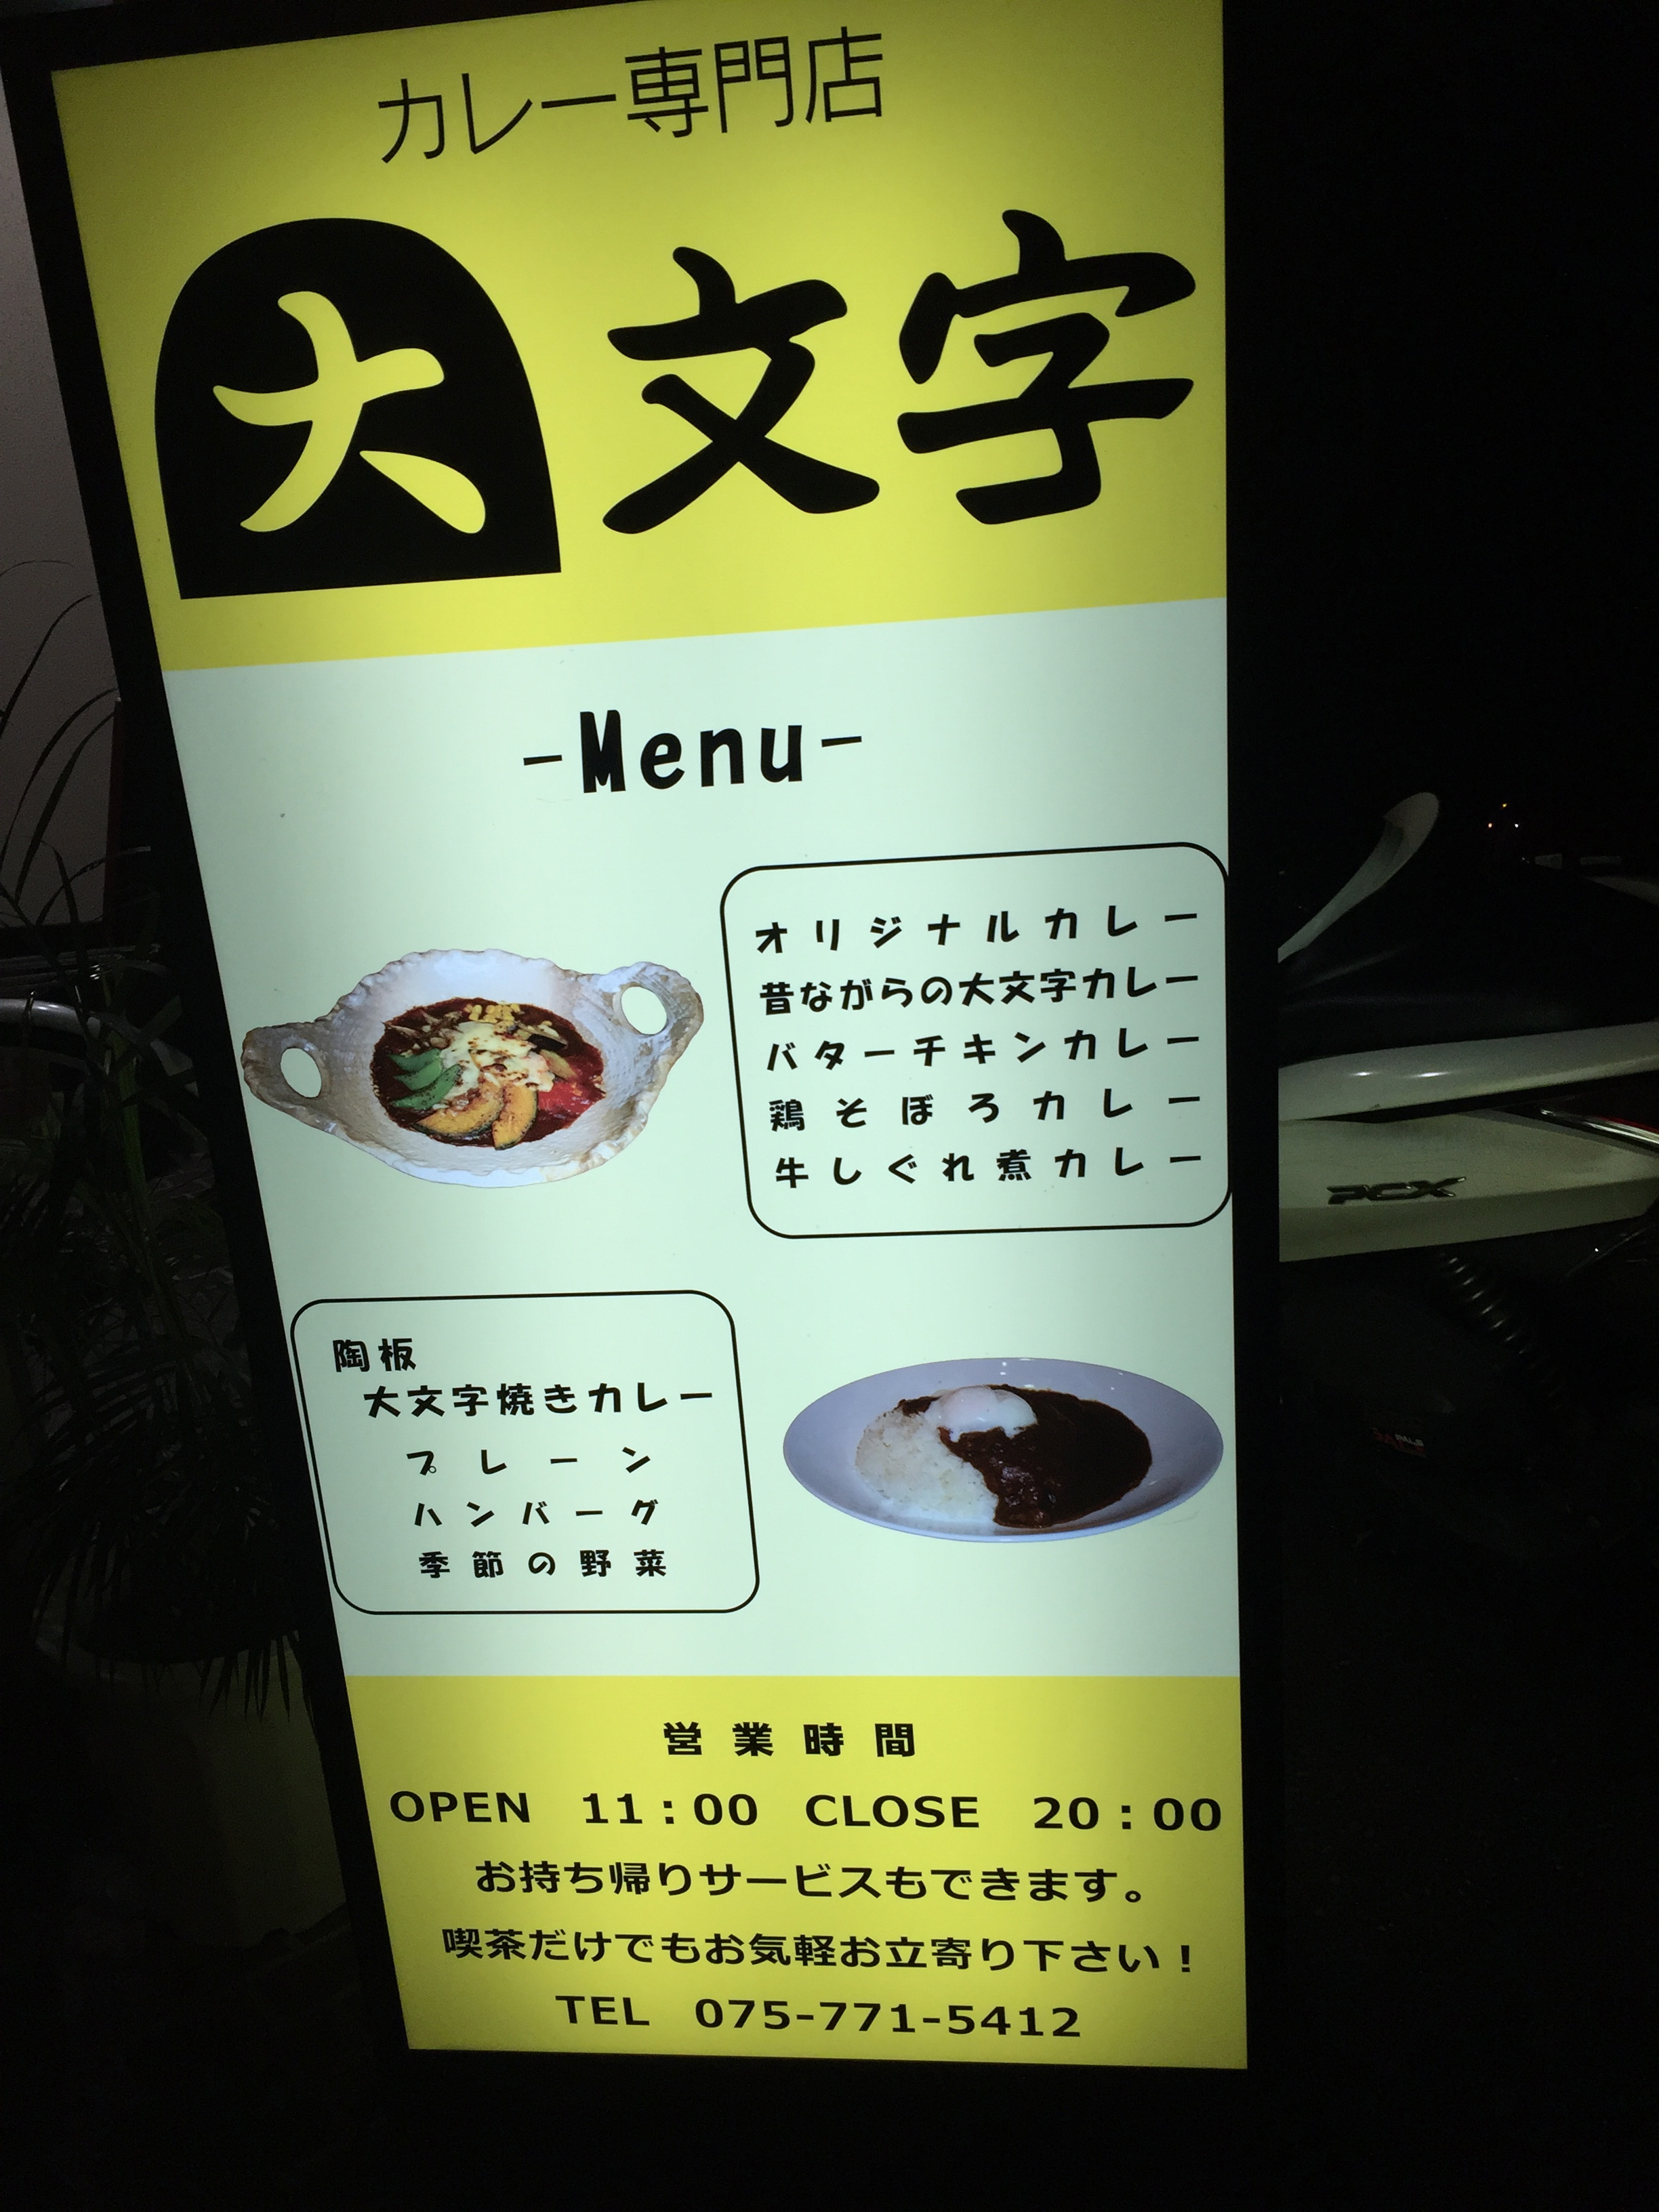 カレー専門店
大文字
-Menu-
オリジナルカレー
昔ながらの大文字カレー
バターチキンカレー
鶏そぼろカレー
牛しぐれ煮カレー
陶板
大文字焼きカレー
プレーン
ハンバーグ
季節の野菜
営業時間
OPEN 11：00 CLOSE 20：00
お持ち帰りサービスもできます。
喫茶だけでもお気軽お立寄り下さい！
TEL 075-771-5412
PCX